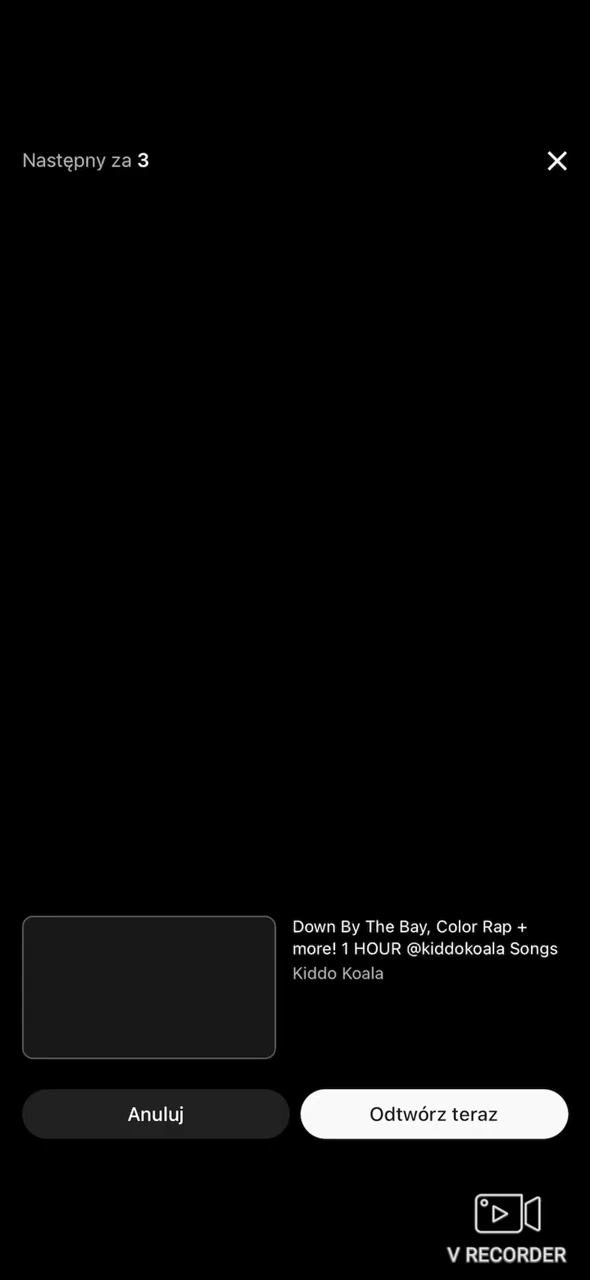 Następny za 3
Down By The Bay, Color Rap +
more! 1 HOUR @kiddokoala Songs
Kiddo Koala
Anuluj
Odtwórz teraz
V RECORDER